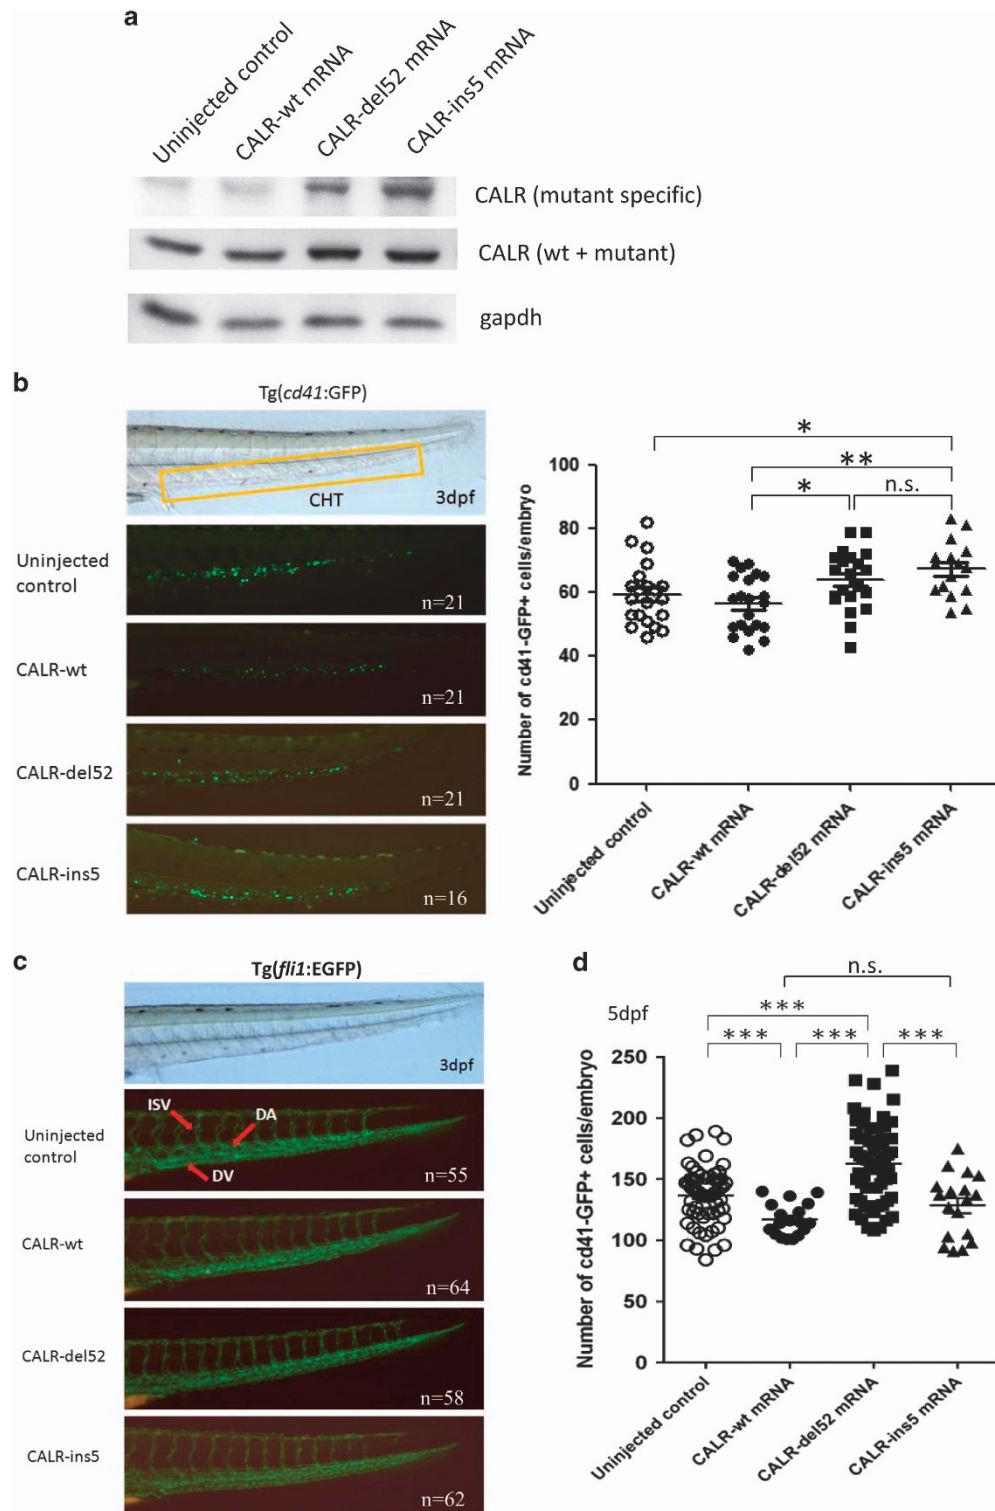 a
Uninjected control
CALR-wt mRNA
CALR-del52 mRNA
CALR-ins5 mRNA
CALR (mutant specific)
CALR (wt + mutant)
gapdh
b
Tg(cd41:GFP)
CHT
3dpf
Uninjected
control
n=21
CALR-wt
n=21
CALR-del52
n=21
CALR-ins5
n=16
*
**
*
n.s.
100
80
60
40
20
0
Number of cd41-GFP+ cells/embryo
Uninjected control
CALR-wt mRNA
CALR-del52 mRNA
CALR-ins5 mRNA
c
Tg(fli1:EGFP)
3dpf
Uninjected
control
ISV
DA
DV
n=55
CALR-wt
n=64
CALR-del52
n=58
CALR-ins5
n=62
d
5dpf
n.s.
***
***
***
***
250
200
150
100
50
0
Number of cd41-GFP+ cells/embryo
Uninjected control
CALR-wt mRNA
CALR-del52 mRNA
CALR-ins5 mRNA